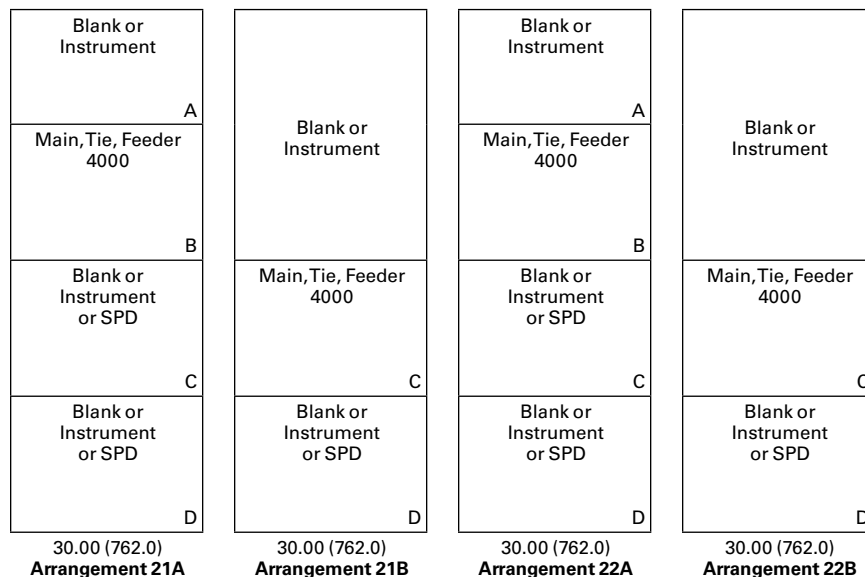 Blank or
Instrument
A
Main, Tie, Feeder
4000
B
Blank or
Instrument
or SPD
C
Blank or
Instrument
or SPD
D
30.00 (762.0)
Arrangement 21A
Blank or
Instrument
Main, Tie, Feeder
4000
C
Blank or
Instrument
or SPD
D
30.00 (762.0)
Arrangement 21B
Blank or
Instrument
A
Main, Tie, Feeder
4000
B
Blank or
Instrument
or SPD
C
Blank or
Instrument
or SPD
D
30.00 (762.0)
Arrangement 22A
Blank or
Instrument
Main, Tie, Feeder
4000
C
Blank or
Instrument
or SPD
D
30.00 (762.0)
Arrangement 22B